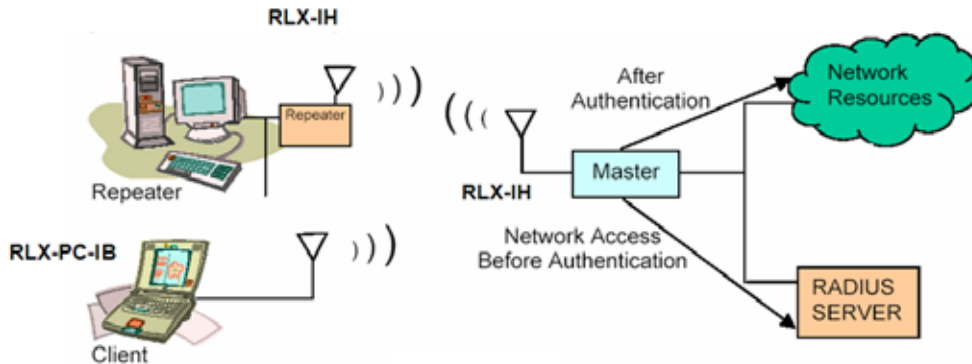 RLX-IH
Repeater
Repeater
RLX-PC-IB
Client
After
Authentication
Network
Resources
RLX-IH
Master
Network Access
Before Authentication
RADIUS
SERVER